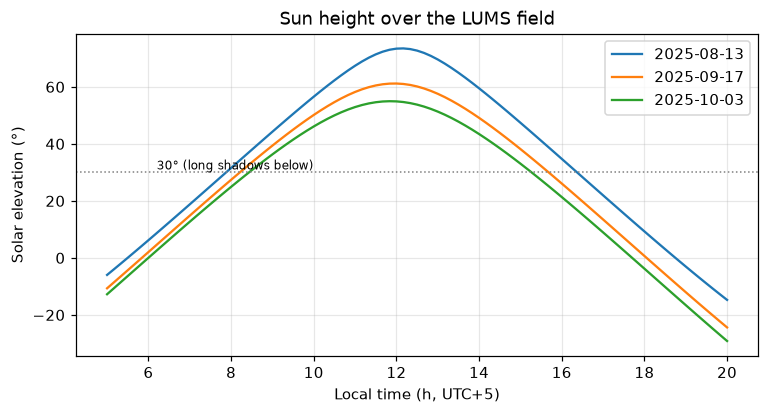 Sun height over the LUMS field
2025-08-13
2025-09-17
2025-10-03
30° (long shadows below)
Solar elevation (°)
60
40
20
0
−20
6 8 10 12 14 16 18 20
Local time (h, UTC+5)